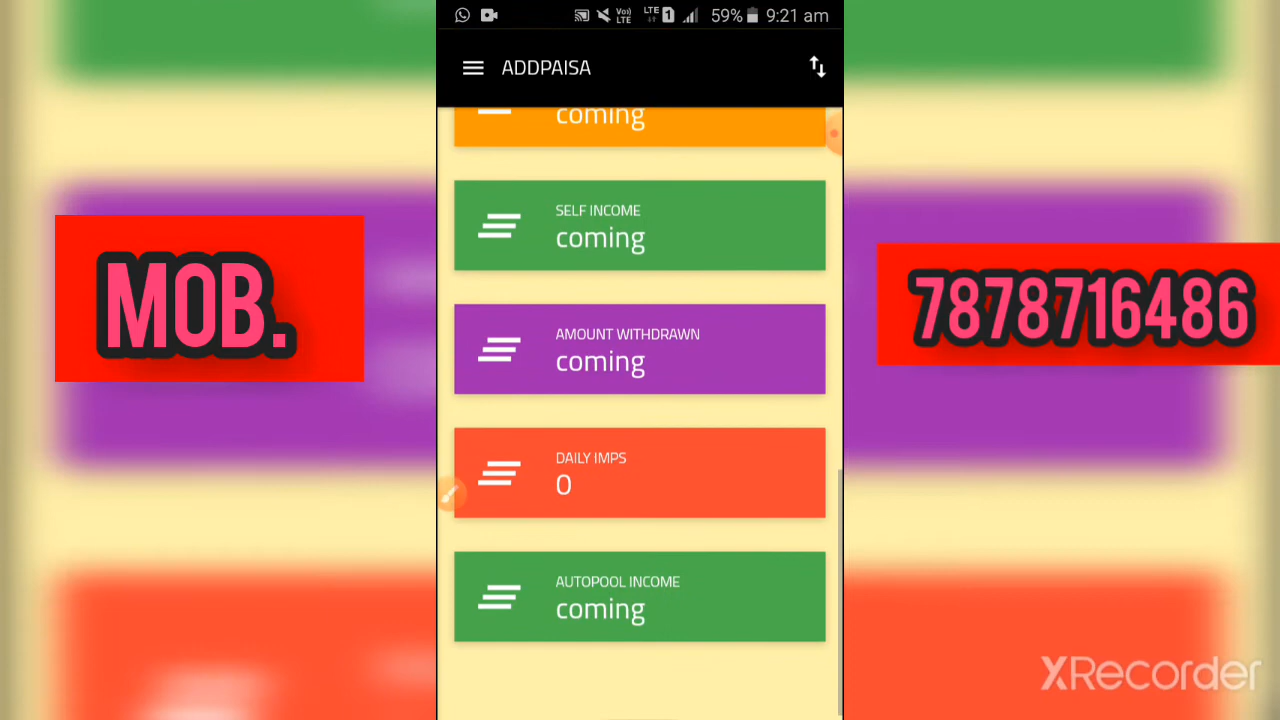 59% 9:21 am
ADDPAISA
coming
SELF INCOME
coming
AMOUNT WITHDRAWN
coming
DAILY IMPS
0
AUTOPOOL INCOME
coming
MOB.
7878716486
XRecorder